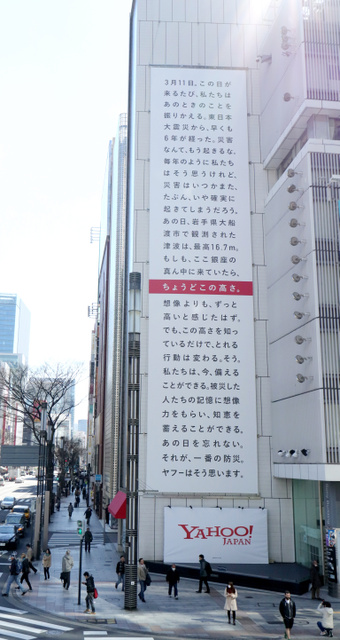 3月11日。この日が
来るたび、私たちは
あのときのことを
振りかえる。東日本
大震災から、早くも
6年が経った。災害
なんて、もう起きるな。
毎年のように私たち
はそう思うけれど、
災害はいつかまた、
たぶん、いや確実に
起きてしまうだろう。
あの日、岩手県大船
渡市で観測された
津波は、最高16.7m。
もしも、ここ銀座の
真ん中に来ていたら、
ちょうどこの高さ。
想像よりも、ずっと
高いと感じたはず。
でも、この高さを知っ
ているだけで、とれる
行動は変わる。そう。
私たちは、今、備える
ことができる。被災した
人たちの記憶に想像
力をもらい、知恵を
蓄えることができる。
あの日を忘れない。
それが、一番の防災。
ヤフーはそう思います。
YAHOO!
JAPAN